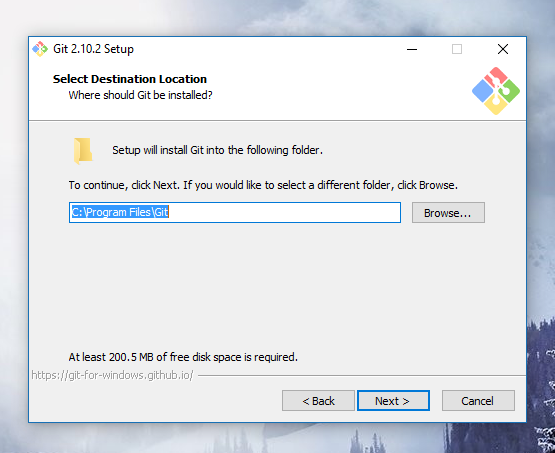 Git 2.10.2 Setup
Select Destination Location
Where should Git be installed?
Setup will install Git into the following folder.
To continue, click Next. If you would like to select a different folder, click Browse.
C:\Program Files\Git
Browse...
At least 200.5 MB of free disk space is required.
https://git-for-windows.github.io/
< Back
Next >
Cancel